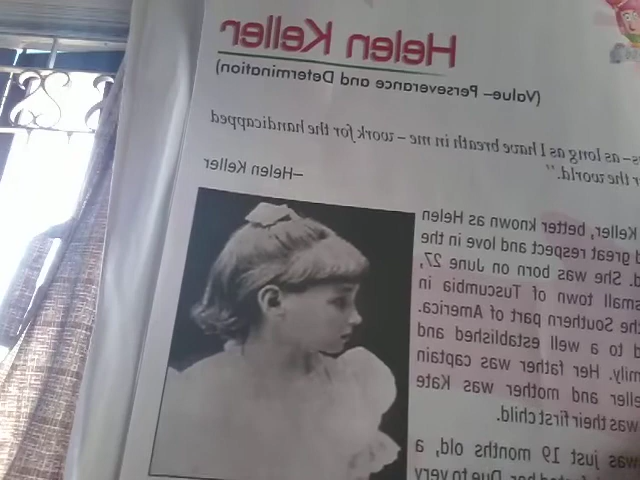 Helen Keller
(Value–Perseverance and Determination)
– as long as I have breath in me – work for the handicapped
the world."
–Helen Keller
Keller, better known as Helen
great respect and love in the
She was born on June 27,
small town of Tuscumbia in
the Southern part of America.
to a well established and
Her father was captain
and mother was Kate
was their first child.
was just 19 months old, a
Due to very